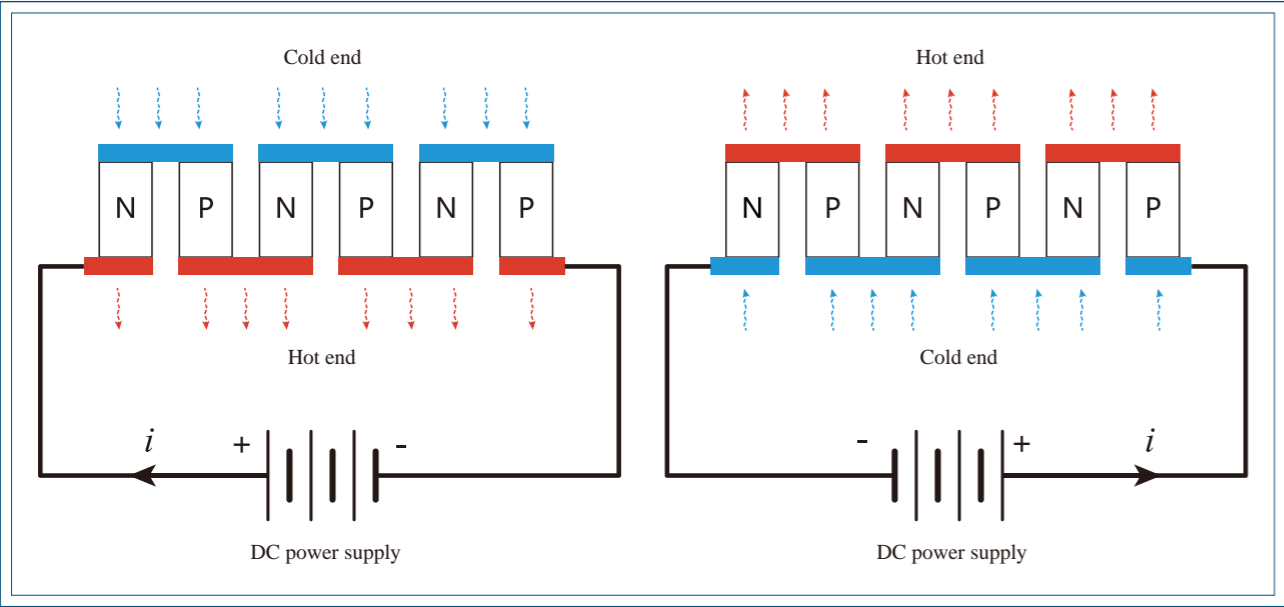 Cold end
N P N P N P
Hot end
i + -
DC power supply
Hot end
N P N P N P
Cold end
- + i
DC power supply